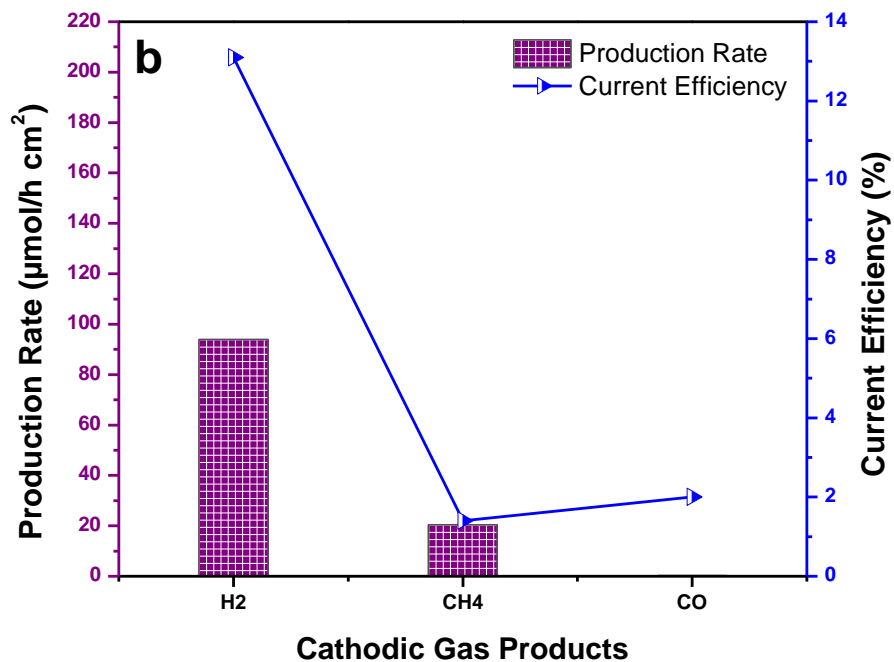 b
Production Rate
Current Efficiency
Production Rate (μmol/h cm²)
220
200
180
160
140
120
100
80
60
40
20
0
14
12
10
8
6
4
2
0
Current Efficiency (%)
H2 CH4 CO
Cathodic Gas Products